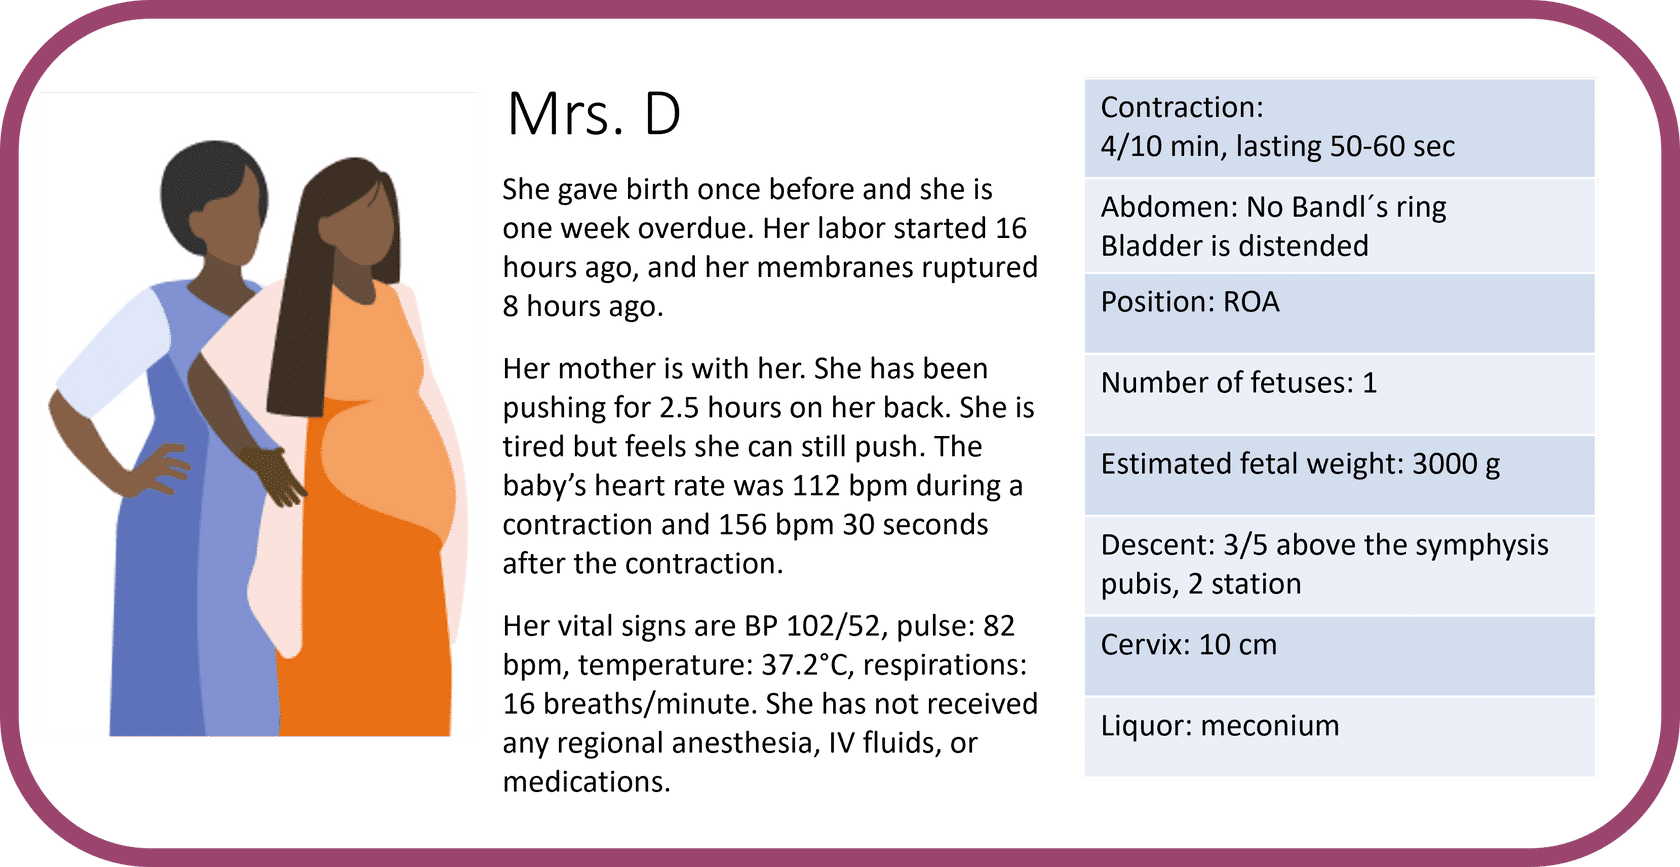 Mrs. D
She gave birth once before and she is
one week overdue. Her labor started 16
hours ago, and her membranes ruptured
8 hours ago.
Her mother is with her. She has been
pushing for 2.5 hours on her back. She is
tired but feels she can still push. The
baby’s heart rate was 112 bpm during a
contraction and 156 bpm 30 seconds
after the contraction.
Her vital signs are BP 102/52, pulse: 82
bpm, temperature: 37.2°C, respirations:
16 breaths/minute. She has not received
any regional anesthesia, IV fluids, or
medications.
Contraction:
4/10 min, lasting 50-60 sec
Abdomen: No Bandl´s ring
Bladder is distended
Position: ROA
Number of fetuses: 1
Estimated fetal weight: 3000 g
Descent: 3/5 above the symphysis
pubis, 2 station
Cervix: 10 cm
Liquor: meconium